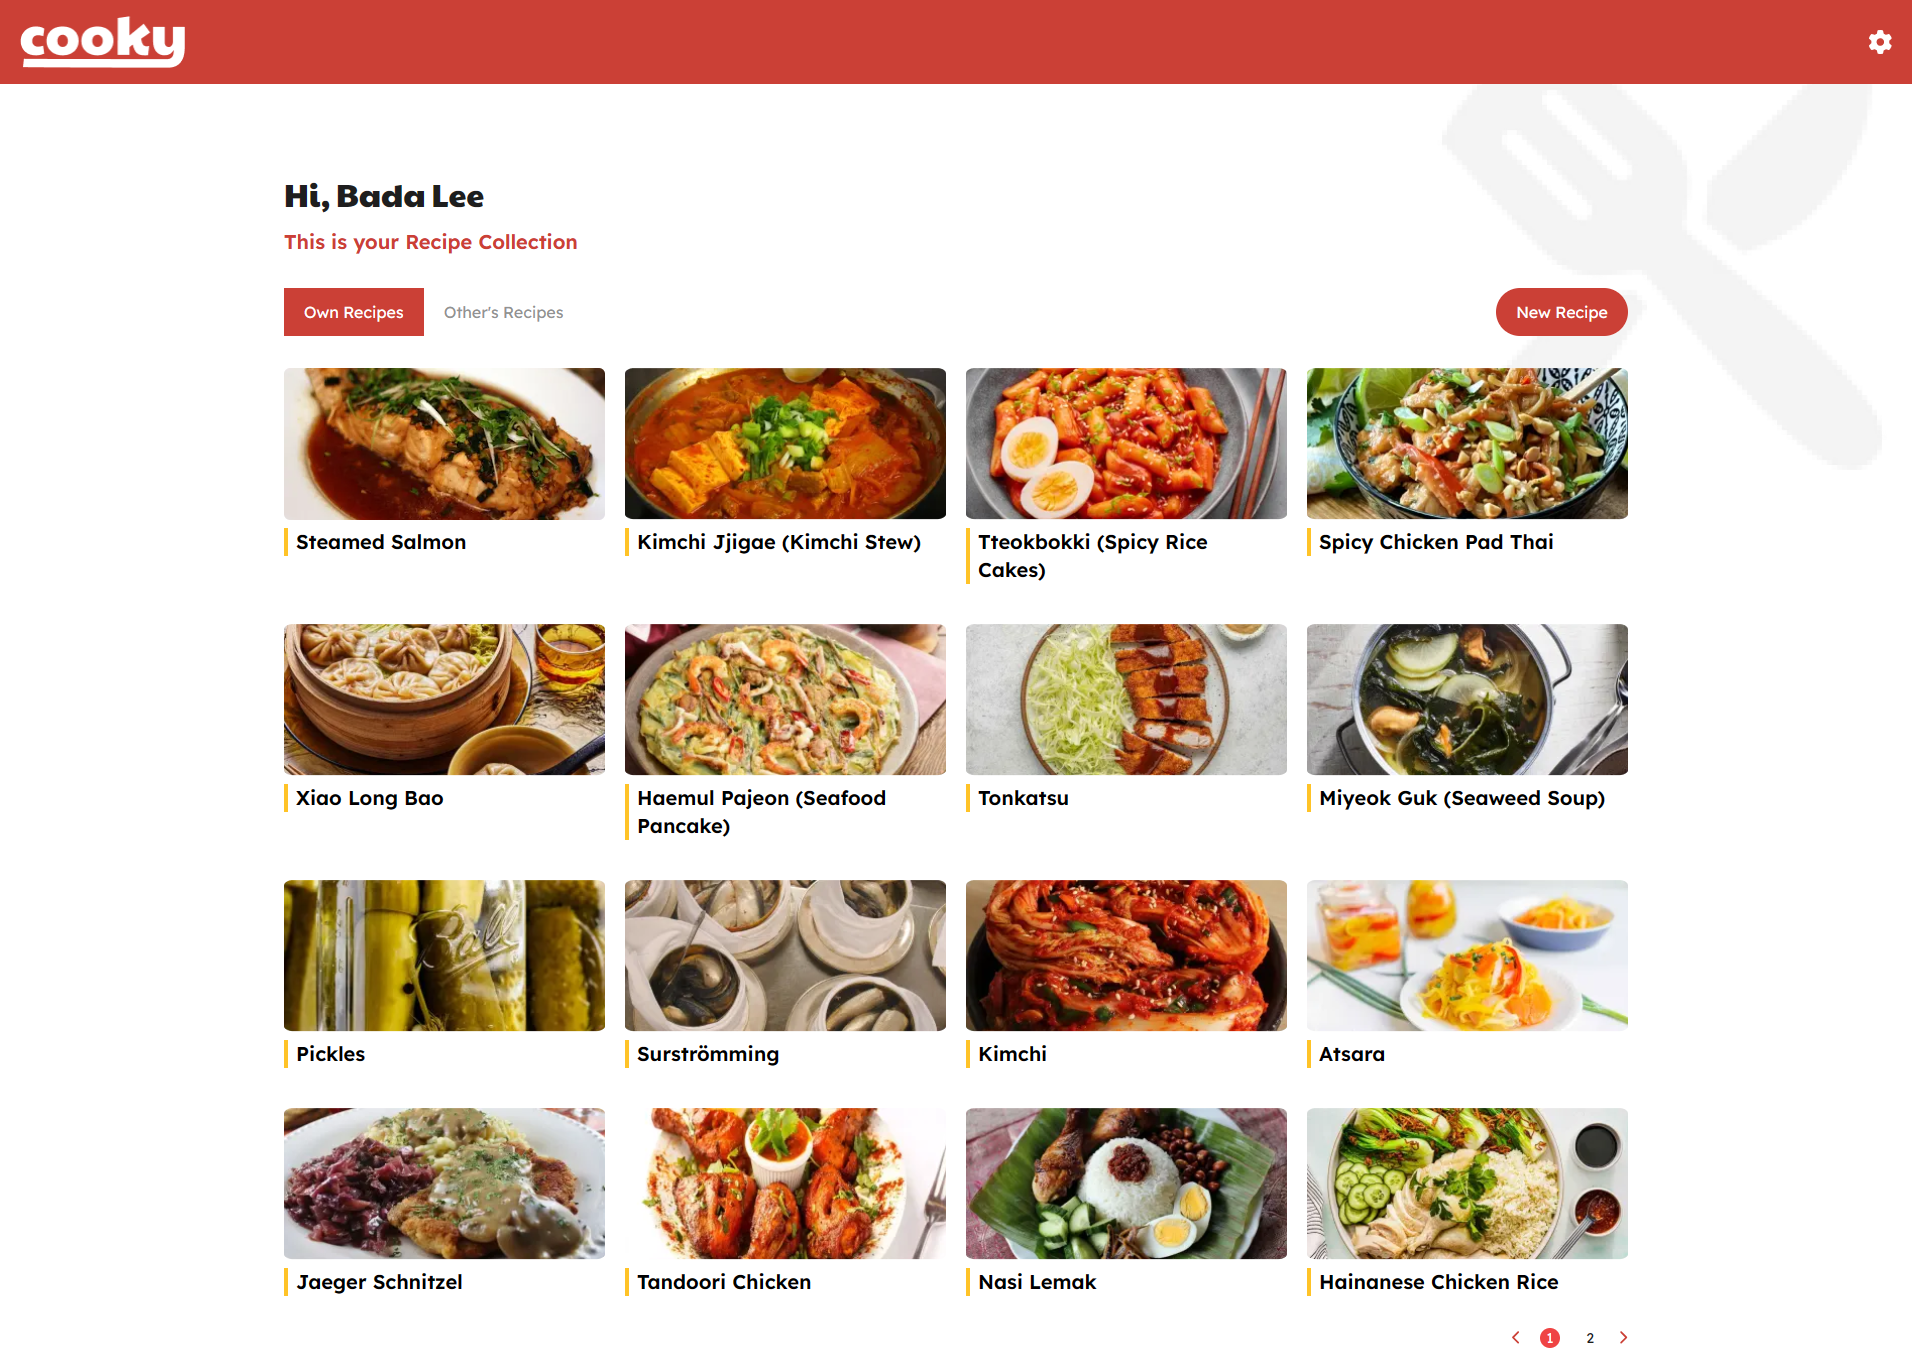 cooky
Hi, Bada Lee
This is your Recipe Collection
Own Recipes
Other's Recipes
New Recipe
Steamed Salmon
Kimchi Jjigae (Kimchi Stew)
Tteokbokki (Spicy Rice
Cakes)
Spicy Chicken Pad Thai
Xiao Long Bao
Haemul Pajeon (Seafood
Pancake)
Tonkatsu
Miyeok Guk (Seaweed Soup)
Ball
Pickles
Surströmming
Kimchi
Atsara
Jaeger Schnitzel
Tandoori Chicken
Nasi Lemak
Hainanese Chicken Rice
1
2